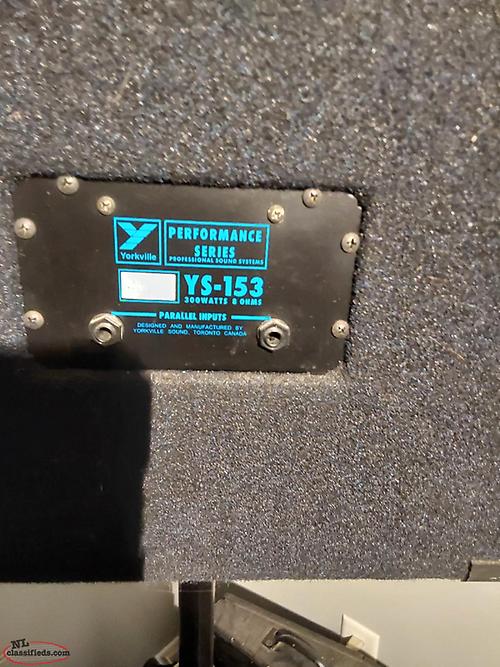 Yorkville
PERFORMANCE
SERIES
PROFESSIONAL SOUND SYSTEMS
YS-153
300WATTS 8 OHMS
PARALLEL INPUTS
DESIGNED AND MANUFACTURED BY
YORKVILLE SOUND, TORONTO CANADA
NL
classifieds.com